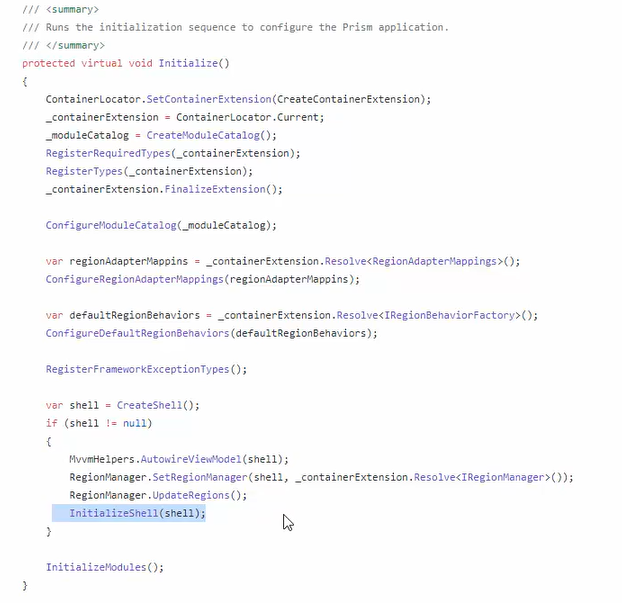 /// <summary>
/// Runs the initialization sequence to configure the Prism application.
/// </summary>
protected virtual void Initialize()
{
ContainerLocator.SetContainerExtension(CreateContainerExtension);
_containerExtension = ContainerLocator.Current;
_moduleCatalog = CreateModuleCatalog();
RegisterRequiredTypes(_containerExtension);
RegisterTypes(_containerExtension);
_containerExtension.FinalizeExtension();
ConfigureModuleCatalog(_moduleCatalog);
var regionAdapterMappins = _containerExtension.Resolve<RegionAdapterMappings>();
ConfigureRegionAdapterMappings(regionAdapterMappins);
var defaultRegionBehaviors = _containerExtension.Resolve<IRegionBehaviorFactory>();
ConfigureDefaultRegionBehaviors(defaultRegionBehaviors);
RegisterFrameworkExceptionTypes();
var shell = CreateShell();
if (shell != null)
{
MvvmHelpers.AutowireViewModel(shell);
RegionManager.SetRegionManager(shell, _containerExtension.Resolve<IRegionManager>());
RegionManager.UpdateRegions();
InitializeShell(shell);
}
InitializeModules();
}